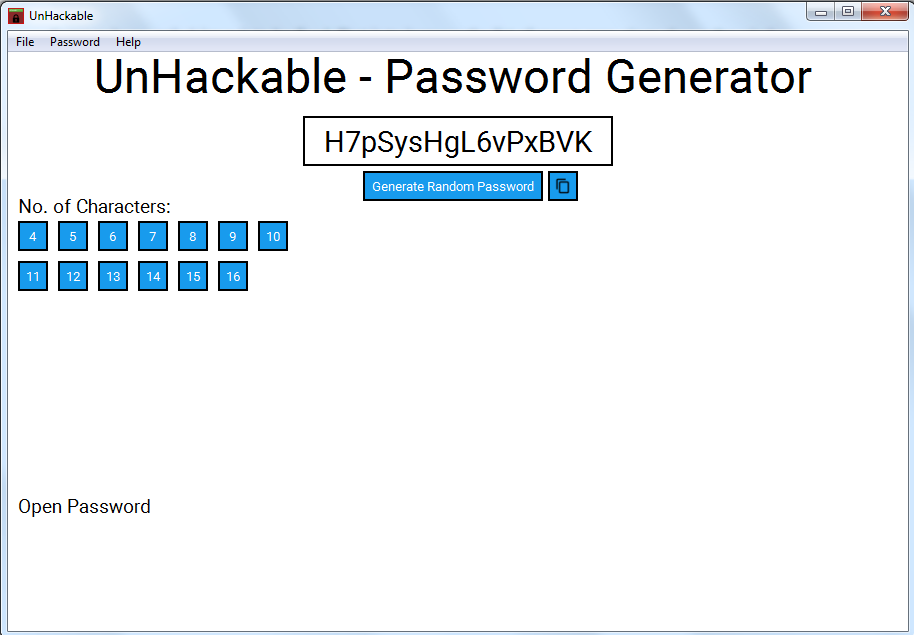 UnHackable
File Password Help
UnHackable - Password Generator
H7pSysHgL6vPxBVK
Generate Random Password
No. of Characters:
4 5 6 7 8 9 10
11 12 13 14 15 16
Open Password